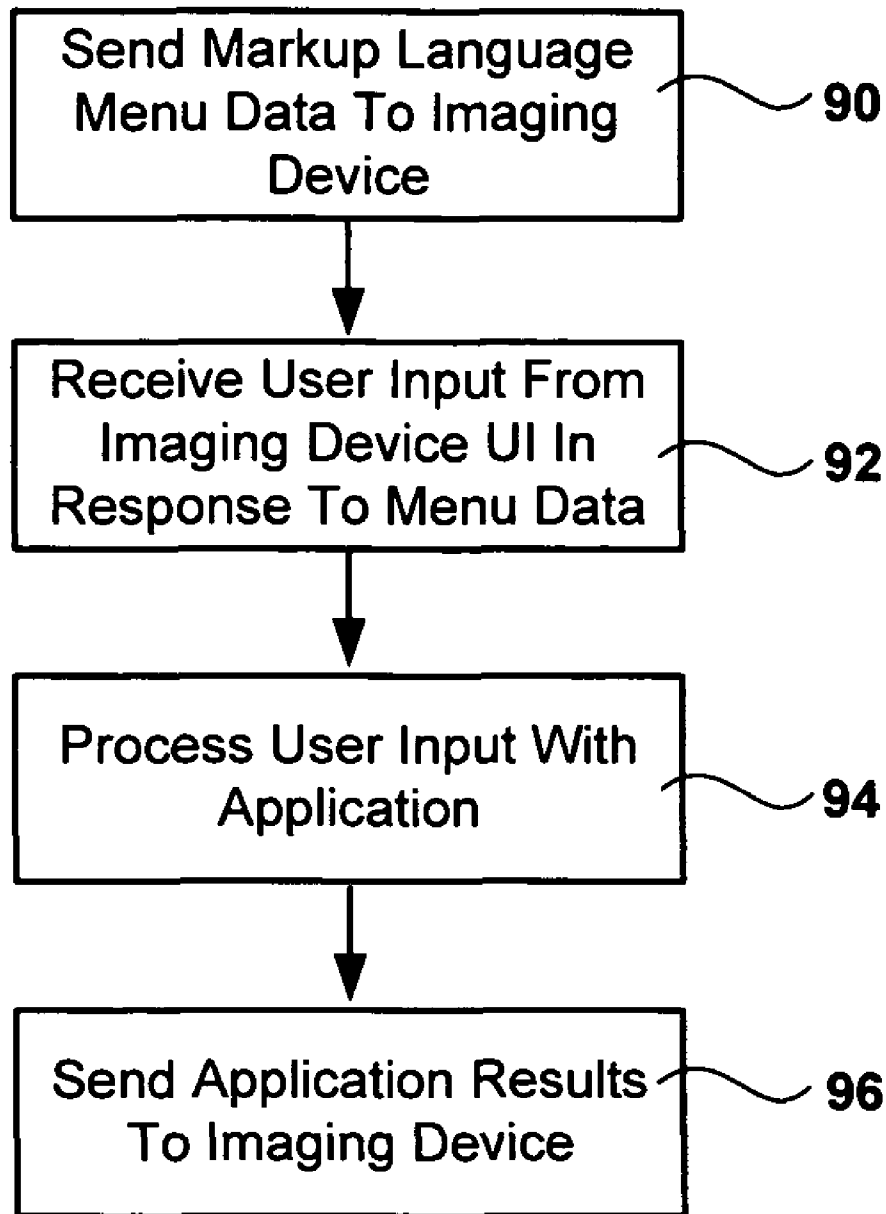 Send Markup Language
Menu Data To Imaging
Device
90
Receive User Input From
Imaging Device UI In
Response To Menu Data
92
Process User Input With
Application
94
Send Application Results
To Imaging Device
96